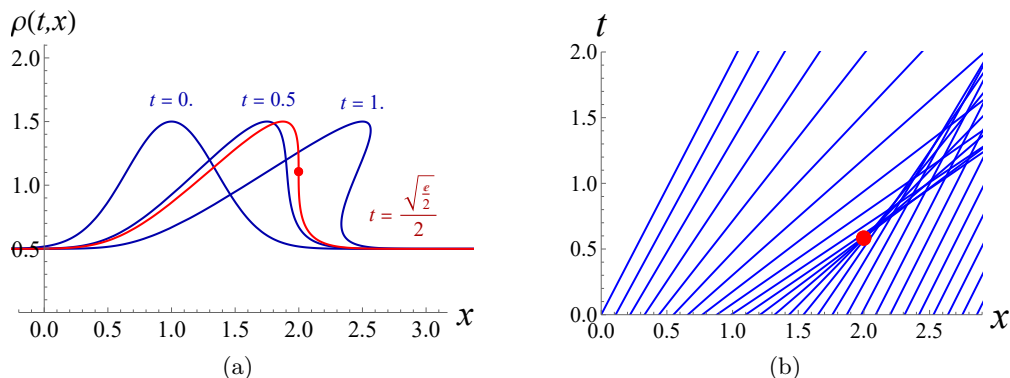 ρ(t,x)
2.0
1.5
1.0
0.5
t = 0.
t = 0.5
t = 1.
t = √(e/2)/2
0.0 0.5 1.0 1.5 2.0 2.5 3.0
x
(a)
t
2.0
1.5
1.0
0.5
0.0
0.0 0.5 1.0 1.5 2.0 2.5
x
(b)